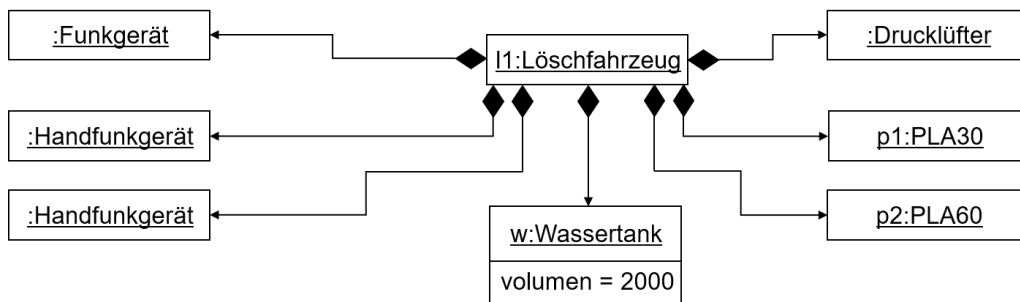 :Funkgerät
l1:Löschfahrzeug
:Drucklüfter
:Handfunkgerät
p1:PLA30
:Handfunkgerät
w:Wassertank
p2:PLA60
volumen = 2000